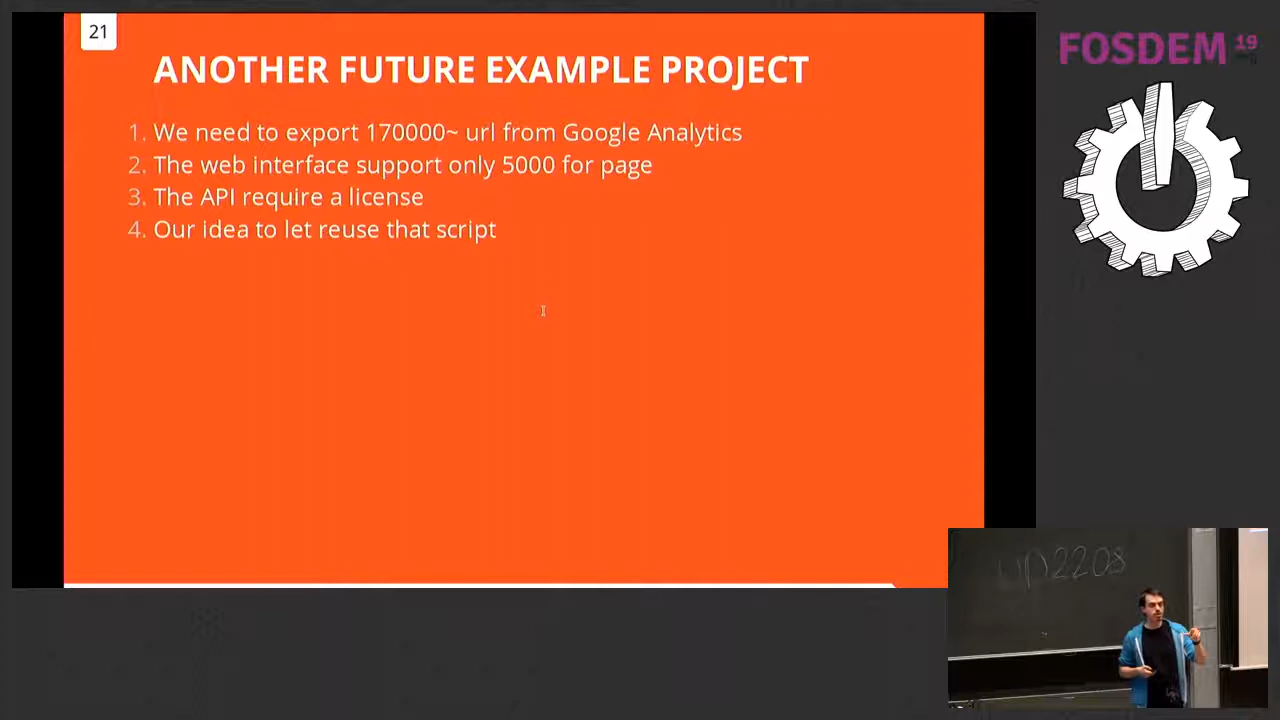 21
ANOTHER FUTURE EXAMPLE PROJECT
1. We need to export 170000~ url from Google Analytics
2. The web interface support only 5000 for page
3. The API require a license
4. Our idea to let reuse that script
FOSDEM 19